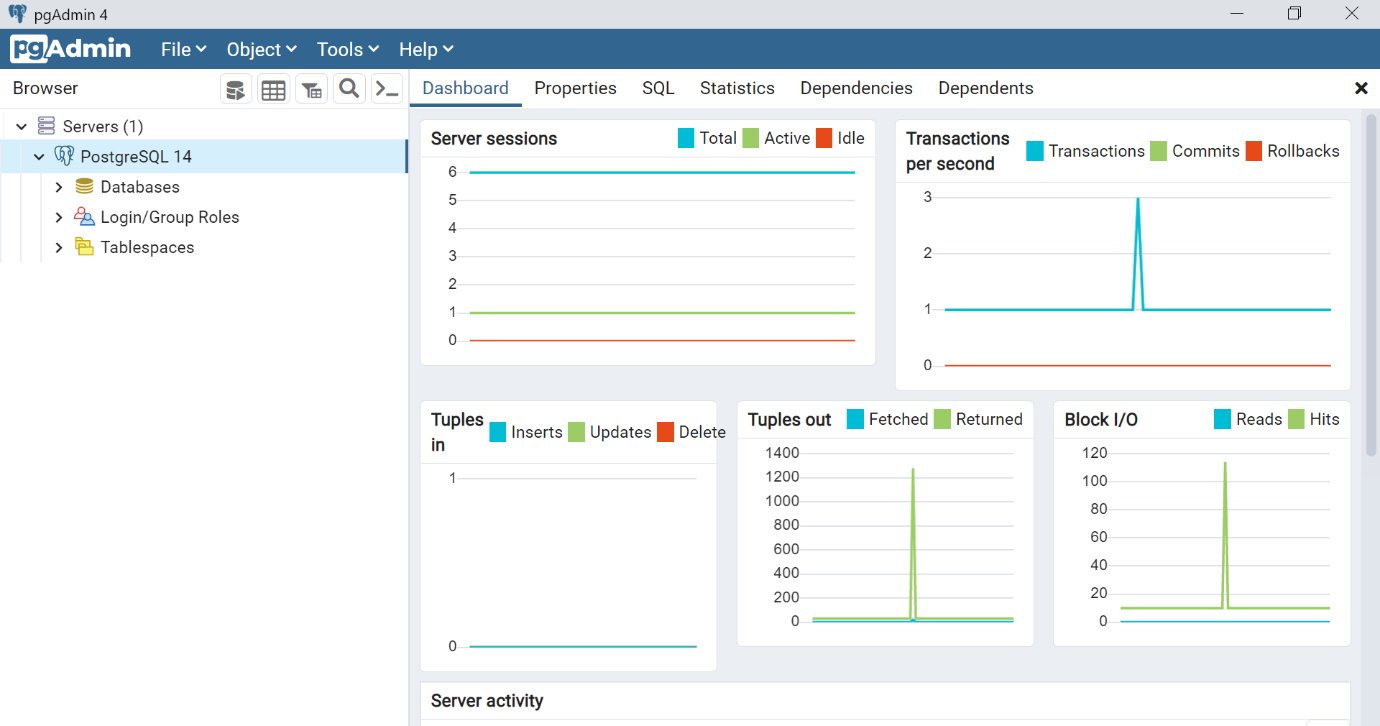 pgAdmin 4
pgAdmin File Object Tools Help
Browser
Dashboard Properties SQL Statistics Dependencies Dependents
Servers (1)
PostgreSQL 14
Databases
Login/Group Roles
Tablespaces
Server sessions
Total Active Idle
6
5
4
3
2
1
0
Transactions
per second
Transactions Commits Rollbacks
3
2
1
0
Tuples
in
Inserts Updates Delete
1
0
Tuples out
Fetched Returned
1400
1200
1000
800
600
400
200
0
Block I/O
Reads Hits
120
100
80
60
40
20
0
Server activity